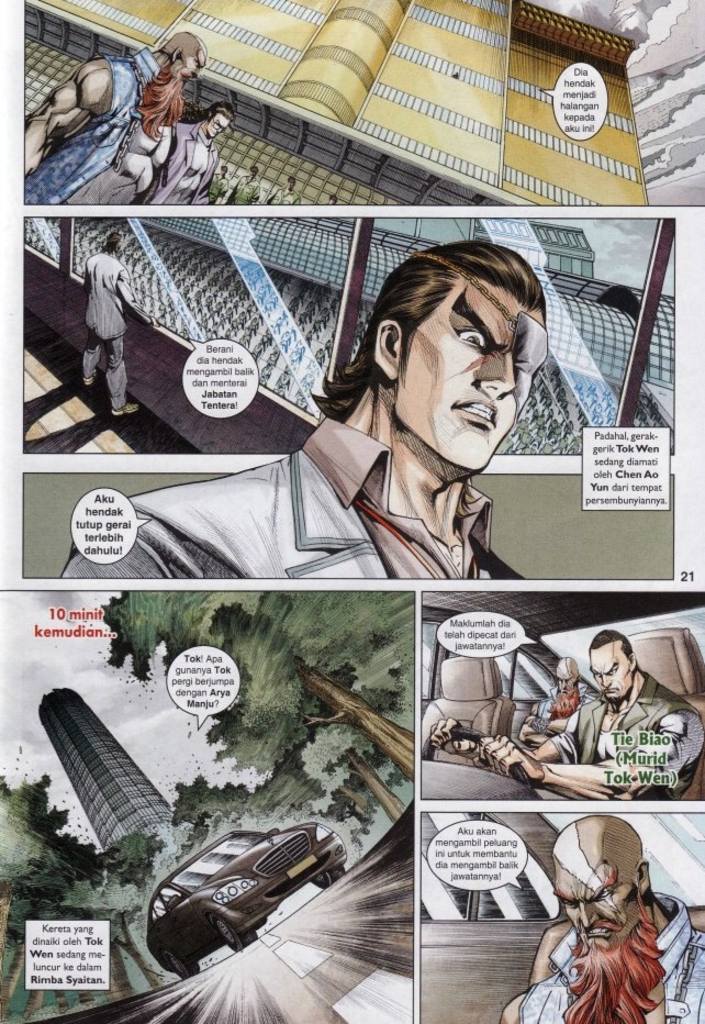 Dia
hendak
menjadi
halangan
kepada
aku ini!
Berani
dia hendak
mengambil balik
dan menterai
Jabatan
Tentera!
Padahal, gerak-
gerik Tok Wen
sedang diamati
oleh Chen Ao
Yun dari tempat
persembunyiannya.
Aku
hendak
tutup gerai
terlebih
dahulu!
21
10 minit
kemudian...
Tok! Apa
gunanya Tok
pergi berjumpa
dengan Arya
Manju?
Kereta yang
dinaiki oleh Tok
Wen sedang me-
luncur ke dalam
Rimba Syaitan.
Maklumlah dia
telah dipecat dari
jawatannya!
Tie Biao
(Murid
Tok Wen)
Aku akan
mengambil peluang
ini untuk membantu
dia mengambil balik
jawatannya!